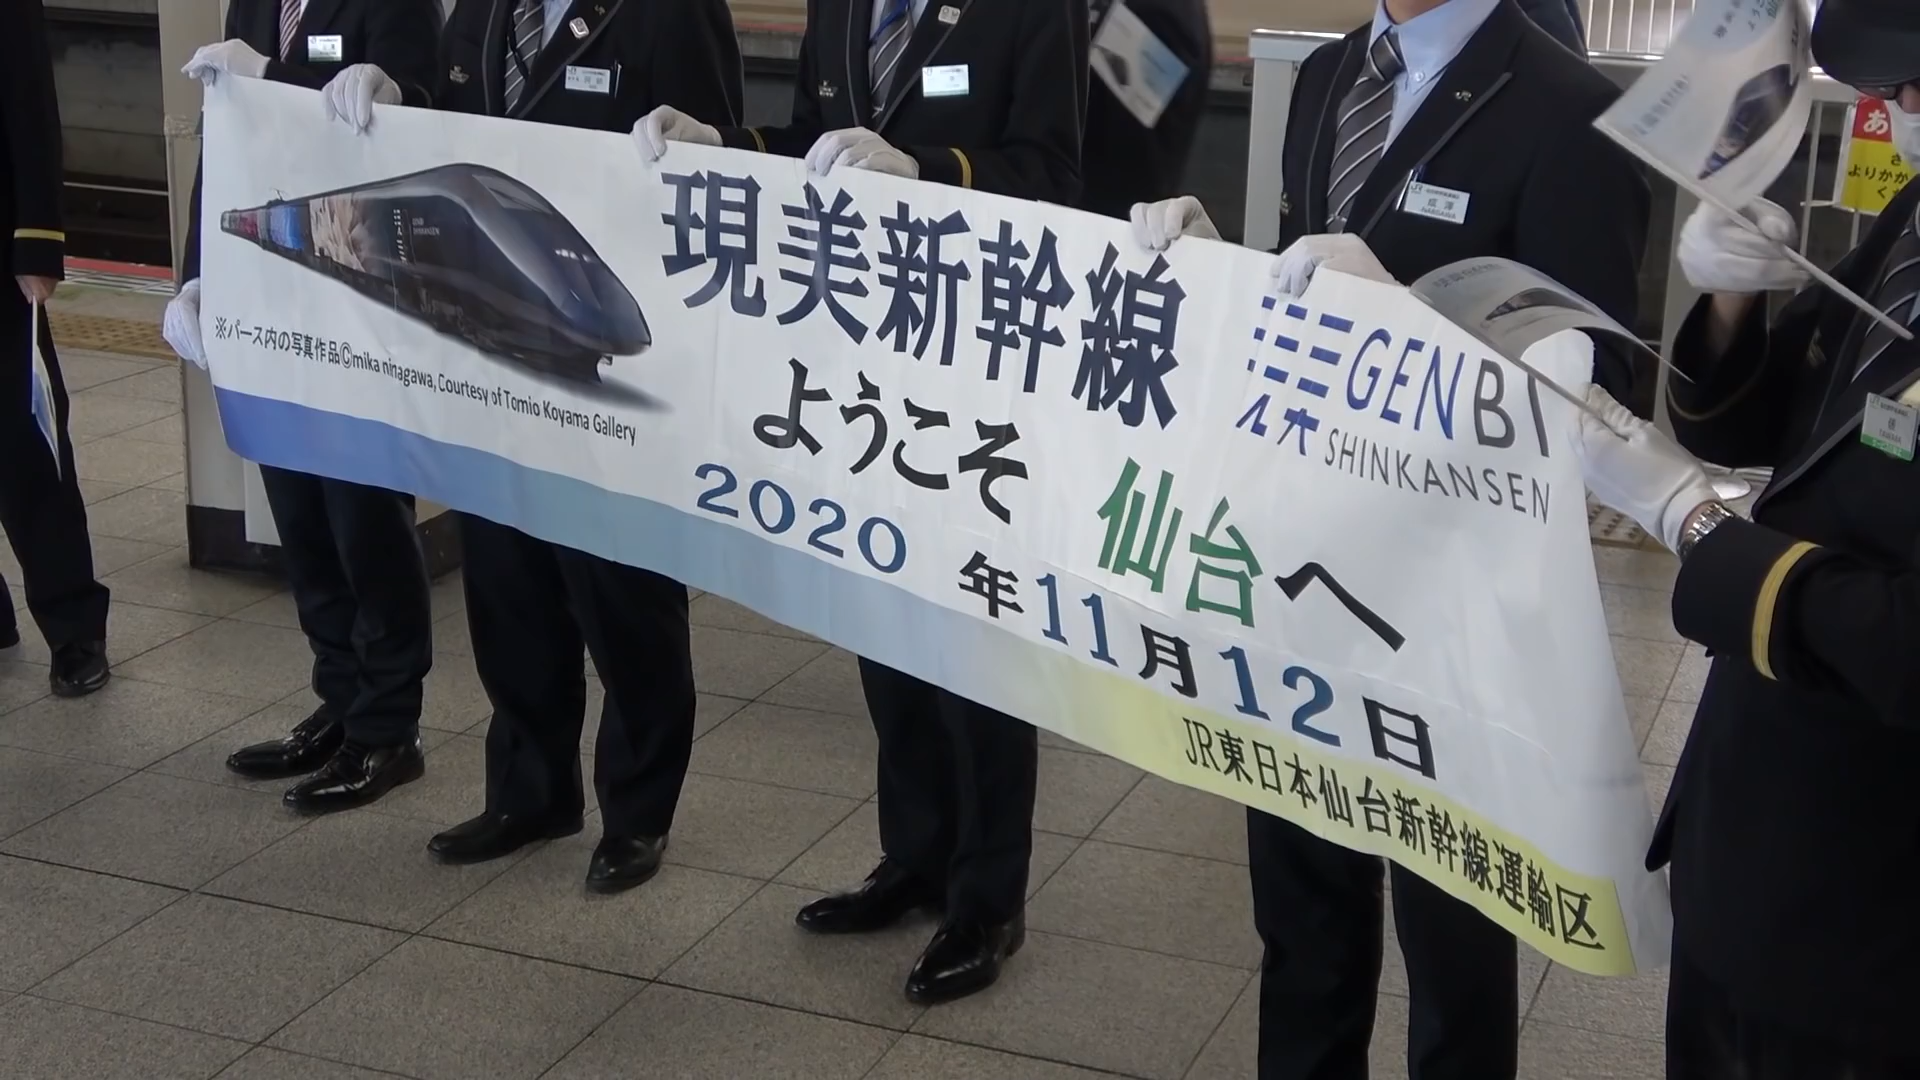 現美新幹線
GENBI
SHINKANSEN
ようこそ 仙台へ
2020 年11月12日
JR東日本仙台新幹線運輸区
※パース内の写真作品©mika ninagawa, Courtesy of Tomio Koyama Gallery